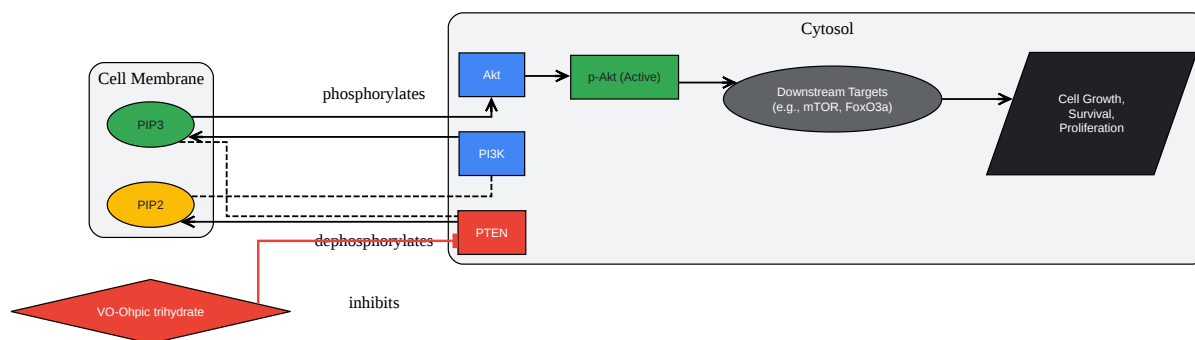 Cytosol
Cell Membrane
Akt
p-Akt (Active)
Downstream Targets
(e.g., mTOR, FoxO3a)
Cell Growth,
Survival,
Proliferation
phosphorylates
PIP3
PI3K
PIP2
PTEN
dephosphorylates
inhibits
VO-Ohpic trihydrate